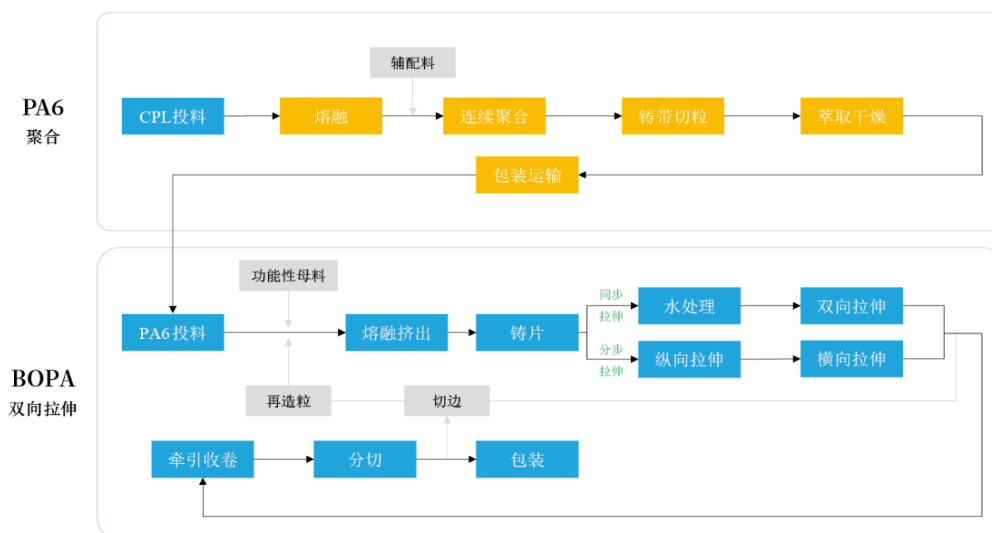 辅配料
PA6
聚合
CPL投料
熔融
连续聚合
铸带切粒
萃取干燥
包装运输
功能性母料
同步
拉伸
水处理
双向拉伸
PA6投料
熔融挤出
铸片
分步
拉伸
纵向拉伸
横向拉伸
BOPA
双向拉伸
再造粒
切边
牵引收卷
分切
包装